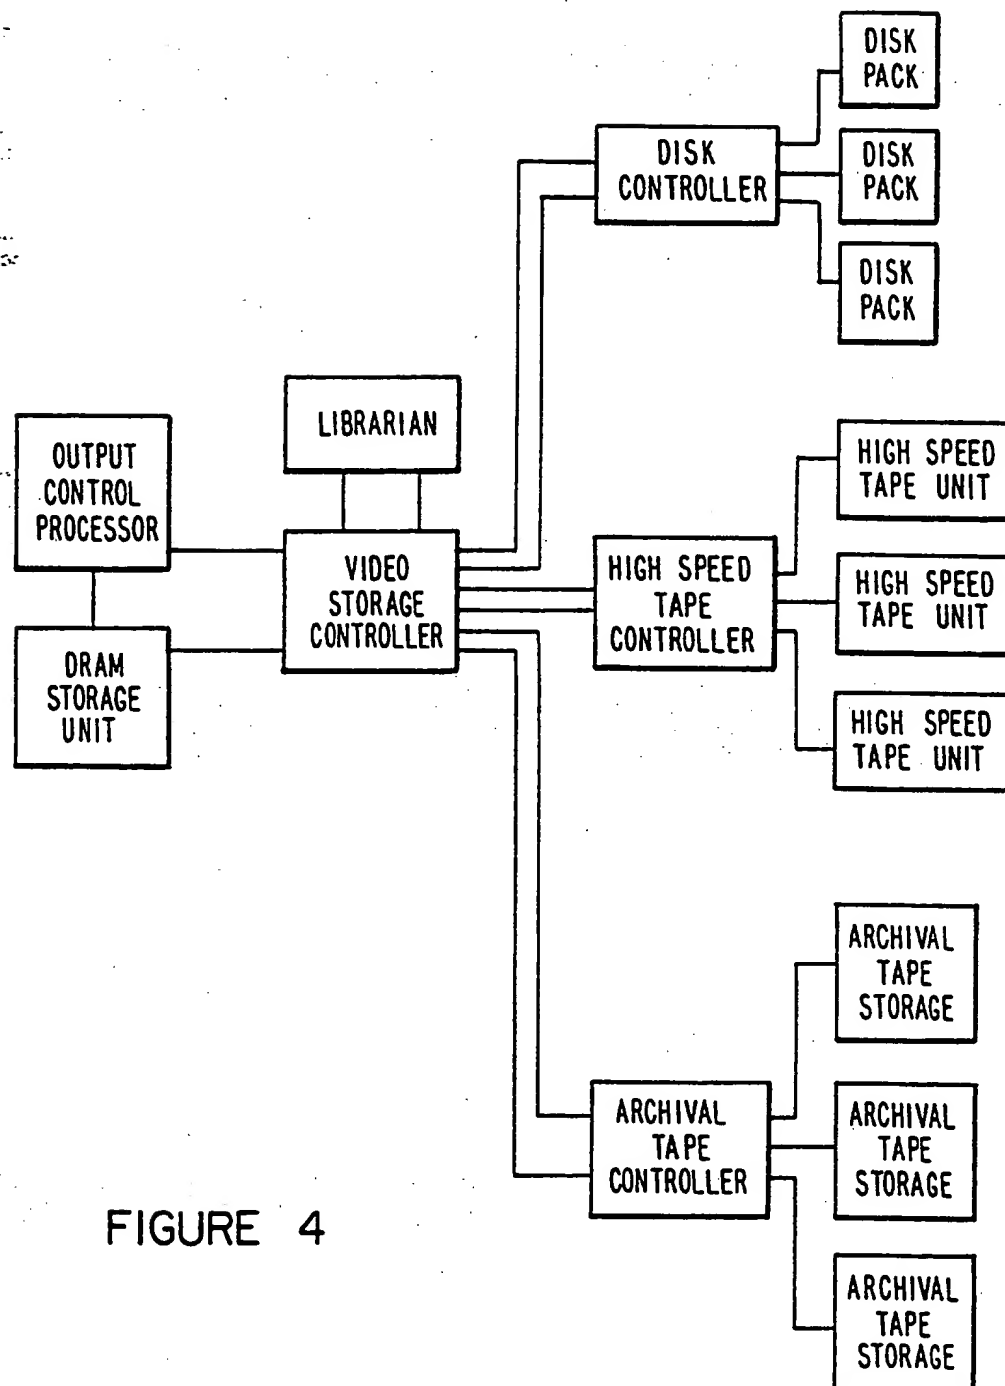 DISK
PACK
DISK
CONTROLLER
DISK
PACK
DISK
PACK
LIBRARIAN
OUTPUT
CONTROL
PROCESSOR
HIGH SPEED
TAPE UNIT
VIDEO
STORAGE
CONTROLLER
HIGH SPEED
TAPE
CONTROLLER
HIGH SPEED
TAPE UNIT
DRAM
STORAGE
UNIT
HIGH SPEED
TAPE UNIT
ARCHIVAL
TAPE
STORAGE
ARCHIVAL
TAPE
CONTROLLER
ARCHIVAL
TAPE
STORAGE
ARCHIVAL
TAPE
STORAGE
FIGURE 4